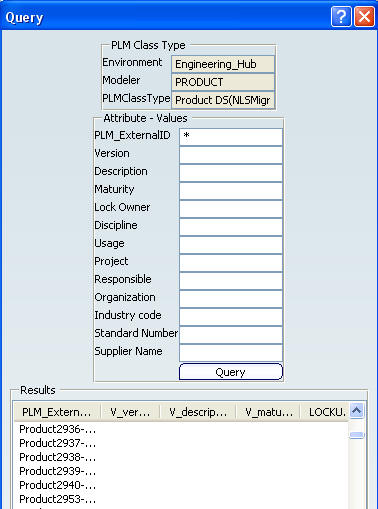 Query
PLM Class Type
Environment Engineering_Hub
Modeler PRODUCT
PLMClassType Product DS(NLSMigr
Attribute - Values
PLM_ExternalID *
Version
Description
Maturity
Lock Owner
Discipline
Usage
Project
Responsible
Organization
Industry code
Standard Number
Supplier Name
Query
Results
PLM_Extern... V_ver... V_descrip... V_matu... LOCKU.
Product2936-...
Product2937-...
Product2938-...
Product2939-...
Product2940-...
Product2953-...